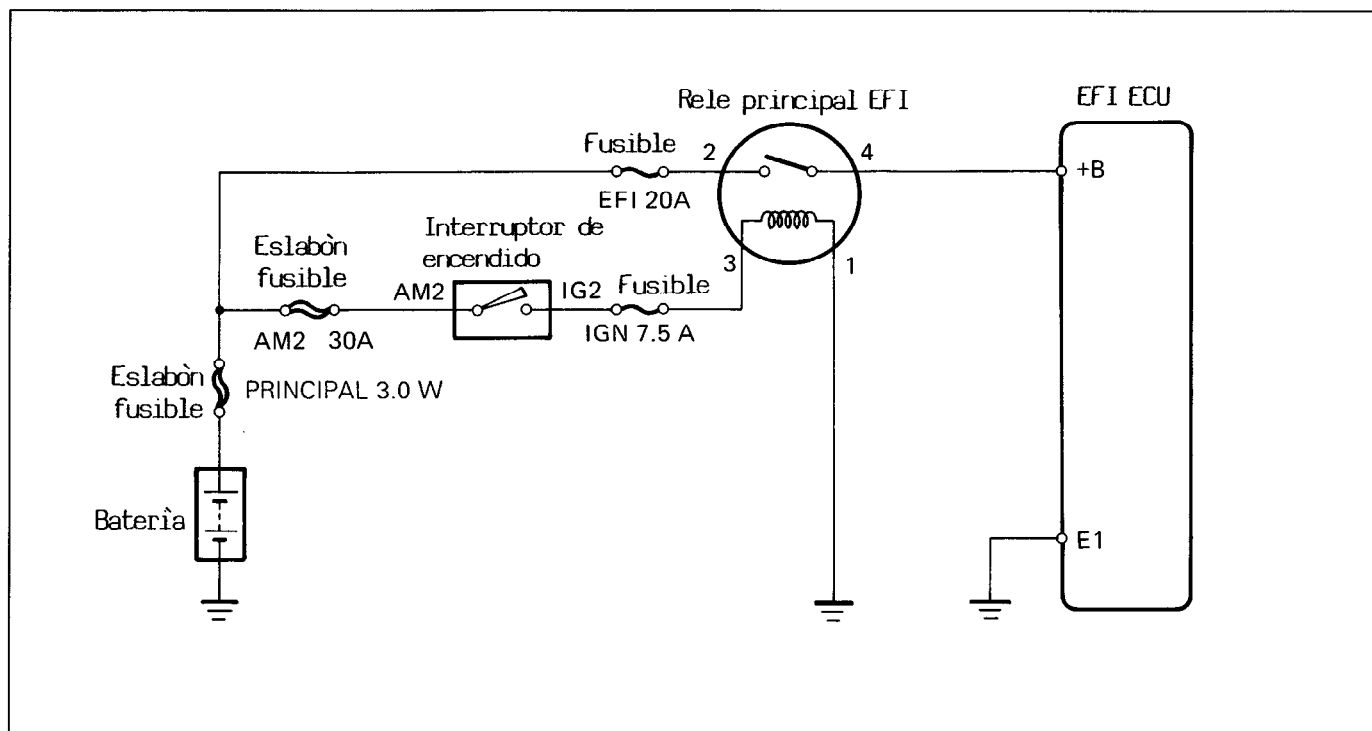 Rele principal EFI
EFI ECU
Fusible
2
4
+B
EFI 20A
Interruptor de
encendido
Eslabòn
fusible
3
1
AM2
IG2
Fusible
AM2 30A
IGN 7.5 A
Eslabòn
fusible
PRINCIPAL 3.0 W
Baterìa
E1